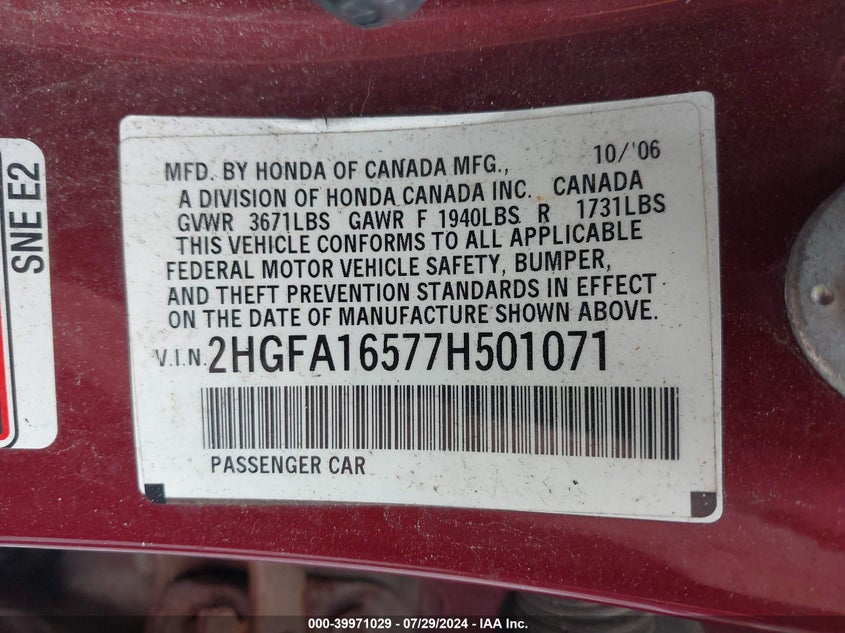 MFD. BY HONDA OF CANADA MFG., 10/'06
A DIVISION OF HONDA CANADA INC. CANADA
GVWR 3671LBS GAWR F 1940LBS R 1731LBS
THIS VEHICLE CONFORMS TO ALL APPLICABLE
FEDERAL MOTOR VEHICLE SAFETY, BUMPER,
AND THEFT PREVENTION STANDARDS IN EFFECT
ON THE DATE OF MANUFACTURE SHOWN ABOVE.
V.I.N. 2HGFA16577H501071
PASSENGER CAR
SNE E2
000-39971029 | 07/29/2024 - IAA Inc.